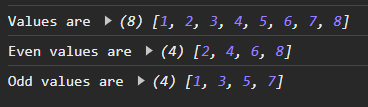 Values are ▶ (8) [1, 2, 3, 4, 5, 6, 7, 8]
Even values are ▶ (4) [2, 4, 6, 8]
Odd values are ▶ (4) [1, 3, 5, 7]